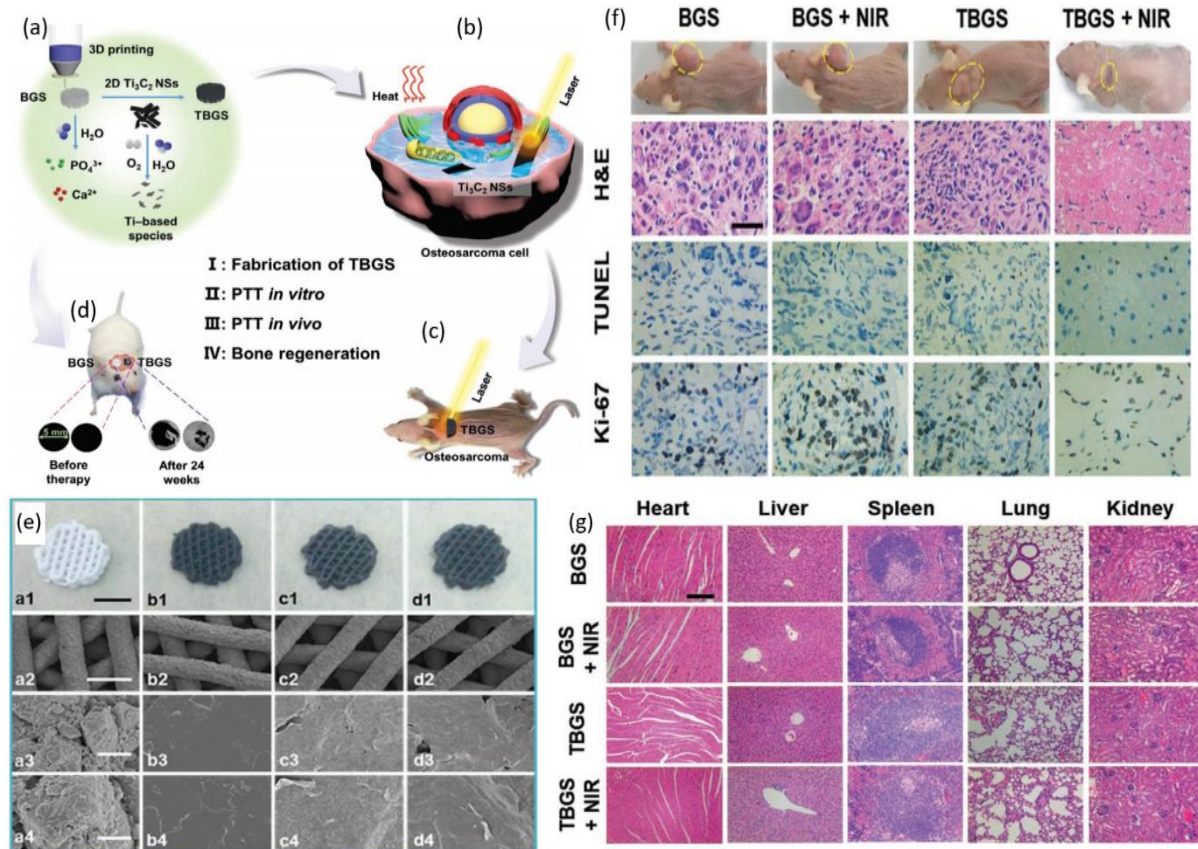 (a)
3D printing
BGS
2D Ti₃C₂ NSs
TBGS
H₂O
O₂
H₂O
PO₄³⁺
Ca²⁺
Ti–based
species
(b)
Heat
Laser
Ti₃C₂ NSs
Osteosarcoma cell
I : Fabrication of TBGS
II : PTT in vitro
III : PTT in vivo
IV : Bone regeneration
(d)
BGS
TBGS
5 mm
Before
therapy
After 24
weeks
(c)
Laser
TBGS
Osteosarcoma
(e)
a1
b1
c1
d1
a2
b2
c2
d2
a3
b3
c3
d3
a4
b4
c4
d4
(f)
BGS
BGS + NIR
TBGS
TBGS + NIR
H&E
TUNEL
Ki-67
(g)
Heart
Liver
Spleen
Lung
Kidney
BGS
BGS
+ NIR
TBGS
TBGS
+ NIR